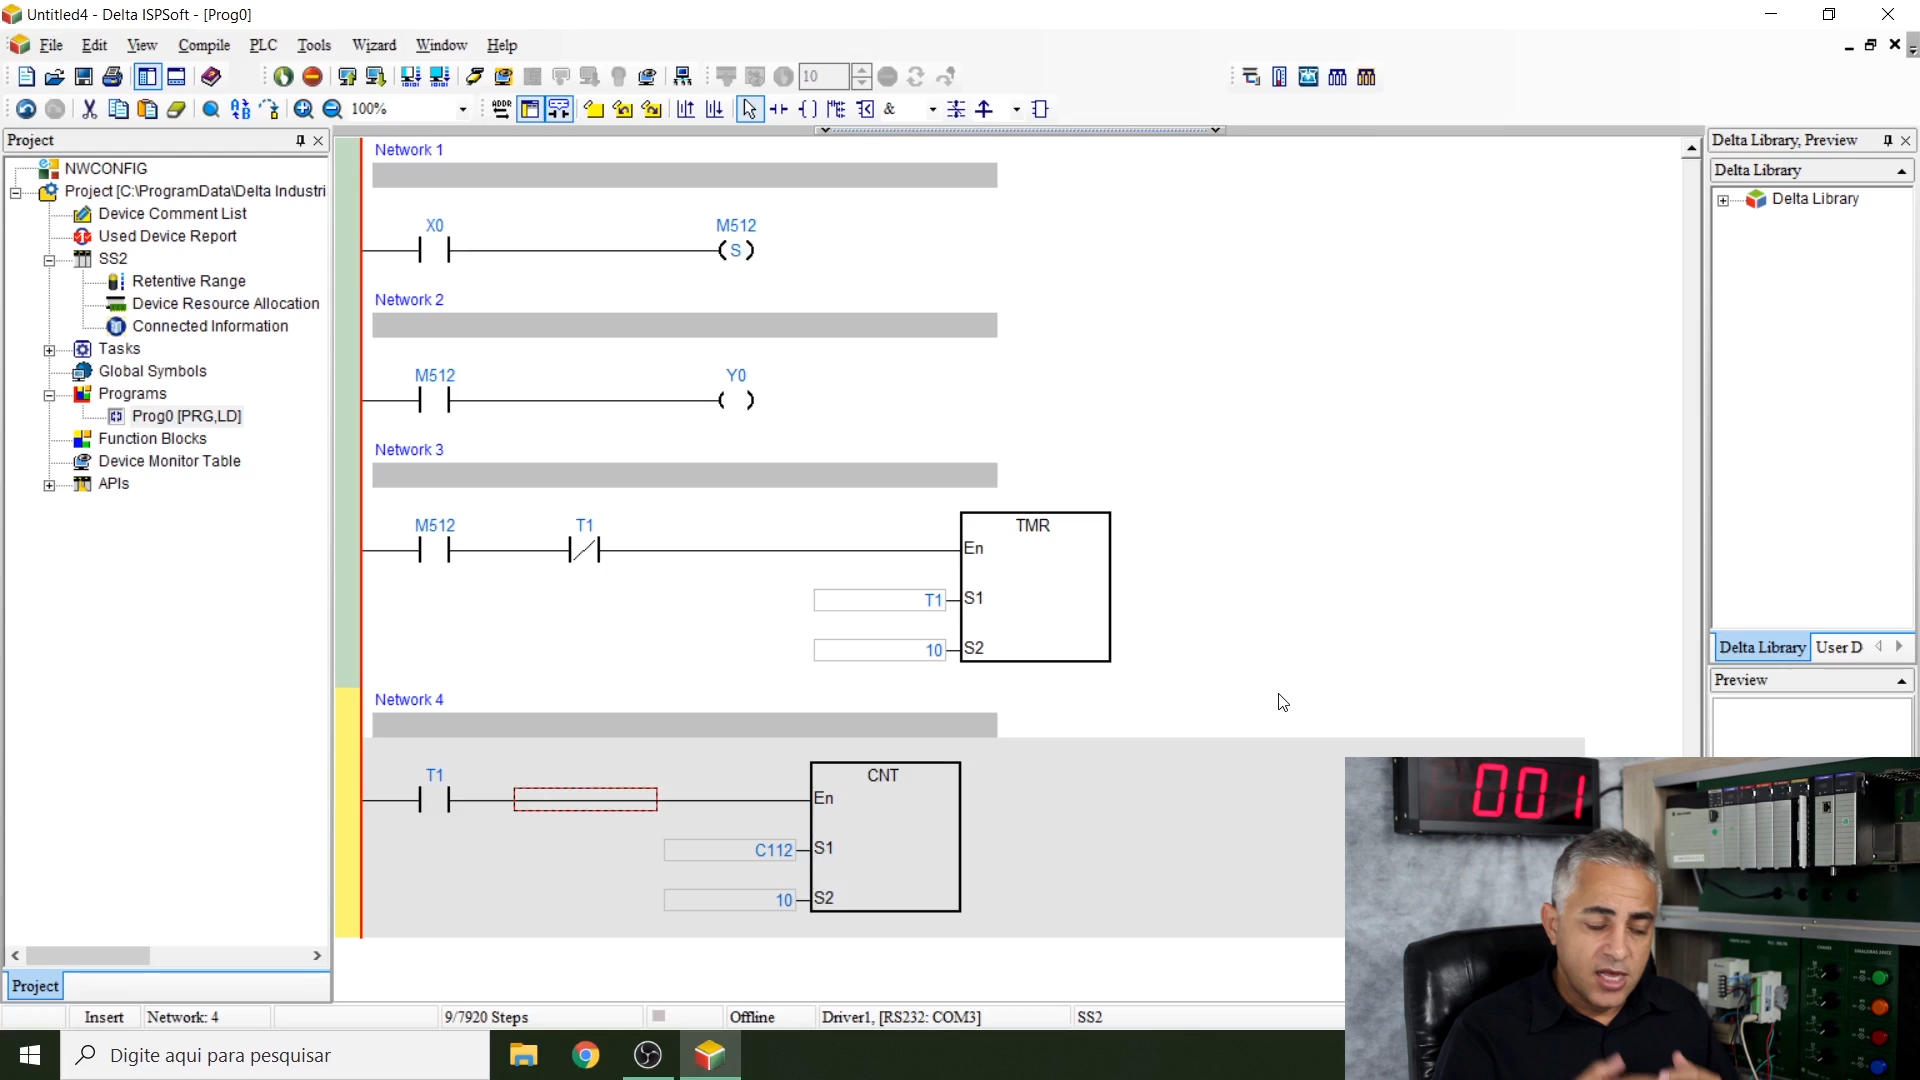 Untitled4 - Delta ISPSoft - [Prog0]
File Edit View Compile PLC Tools Wizard Window Help
10
100% ADDR &
Project
NWCONFIG
Project [C:\ProgramData\Delta Industri
Device Comment List
Used Device Report
SS2
Retentive Range
Device Resource Allocation
Connected Information
Tasks
Global Symbols
Programs
Prog0 [PRG,LD]
Function Blocks
Device Monitor Table
APIs
Project
Network 1
X0 M512
S
Network 2
M512 Y0
Network 3
M512 T1 TMR
En
T1 S1
10 S2
Network 4
T1 CNT
En
C112 S1
10 S2
Delta Library, Preview
Delta Library
Delta Library
Delta Library User D
Preview
001
Insert Network: 4 9/7920 Steps Offline Driver1, [RS232: COM3] SS2
Digite aqui para pesquisar